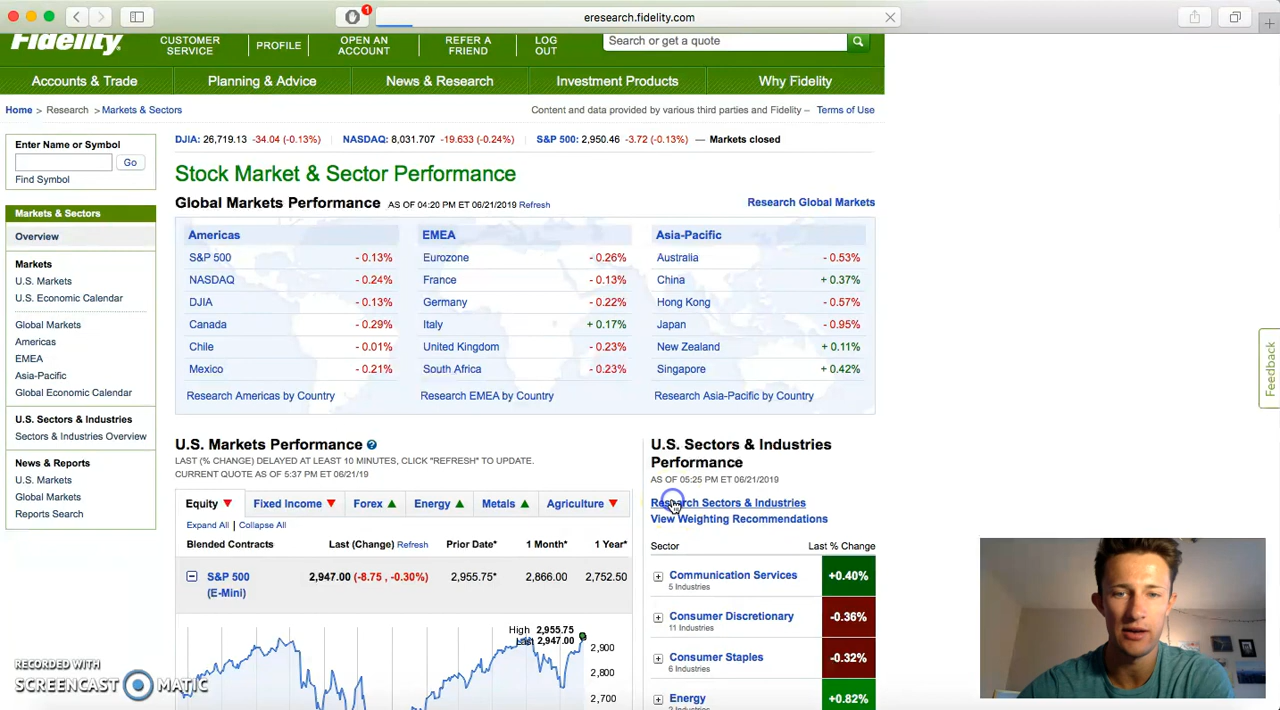 1
eresearch.fidelity.com
Fidelity
CUSTOMER SERVICE
PROFILE
OPEN AN ACCOUNT
REFER A FRIEND
LOG OUT
Search or get a quote
Accounts & Trade
Planning & Advice
News & Research
Investment Products
Why Fidelity
Home > Research > Markets & Sectors
Content and data provided by various third parties and Fidelity – Terms of Use
Enter Name or Symbol
Go
Find Symbol
Markets & Sectors
Overview
Markets
U.S. Markets
U.S. Economic Calendar
Global Markets
Americas
EMEA
Asia-Pacific
Global Economic Calendar
U.S. Sectors & Industries
Sectors & Industries Overview
News & Reports
U.S. Markets
Global Markets
Reports Search
DJIA: 26,719.13 -34.04 (-0.13%)
NASDAQ: 8,031.707 -19.633 (-0.24%)
S&P 500: 2,950.46 -3.72 (-0.13%) — Markets closed
Stock Market & Sector Performance
Global Markets Performance AS OF 04:20 PM ET 06/21/2019 Refresh
Research Global Markets
Americas
S&P 500 - 0.13%
NASDAQ - 0.24%
DJIA - 0.13%
Canada - 0.29%
Chile - 0.01%
Mexico - 0.21%
Research Americas by Country
EMEA
Eurozone - 0.26%
France - 0.13%
Germany - 0.22%
Italy + 0.17%
United Kingdom - 0.23%
South Africa - 0.23%
Research EMEA by Country
Asia-Pacific
Australia - 0.53%
China + 0.37%
Hong Kong - 0.57%
Japan - 0.95%
New Zealand + 0.11%
Singapore + 0.42%
Research Asia-Pacific by Country
U.S. Markets Performance
LAST (% CHANGE) DELAYED AT LEAST 10 MINUTES, CLICK "REFRESH" TO UPDATE.
CURRENT QUOTE AS OF 5:37 PM ET 06/21/19
Equity
Fixed Income
Forex
Energy
Metals
Agriculture
Expand All | Collapse All
Blended Contracts Last (Change) Refresh Prior Date* 1 Month* 1 Year*
S&P 500 2,947.00 (-8.75 , -0.30%) 2,955.75* 2,866.00 2,752.50
(E-Mini)
High 2,955.75
2,947.00
2,900
2,800
2,700
U.S. Sectors & Industries
Performance
AS OF 05:25 PM ET 06/21/2019
Research Sectors & Industries
View Weighting Recommendations
Sector Last % Change
Communication Services +0.40%
5 Industries
Consumer Discretionary -0.36%
11 Industries
Consumer Staples -0.32%
6 Industries
Energy +0.82%
Feedback
RECORDED WITH
SCREENCAST MATIC